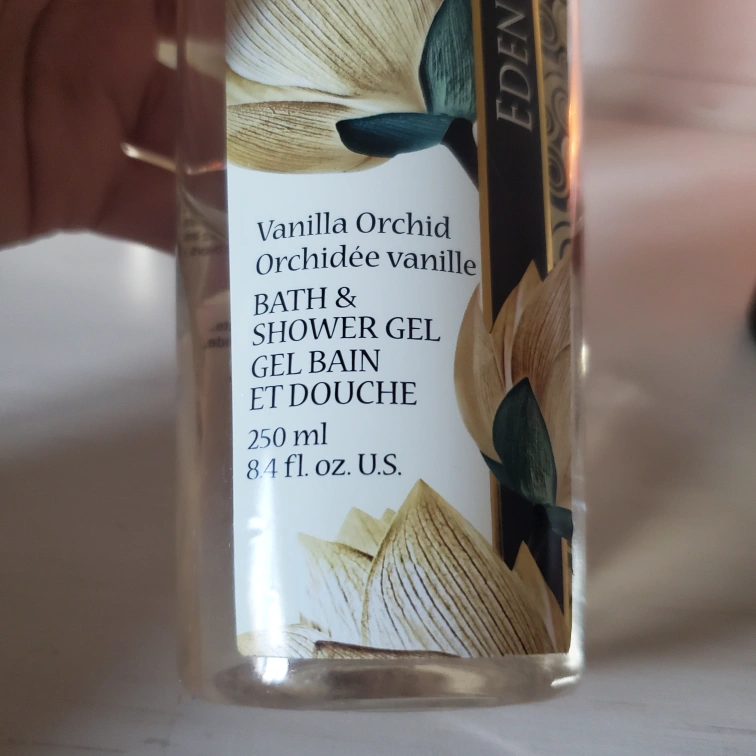 EDEN
Vanilla Orchid
Orchidée vanille
BATH &
SHOWER GEL
GEL BAIN
ET DOUCHE
250 ml
8.4 fl. oz. U.S.